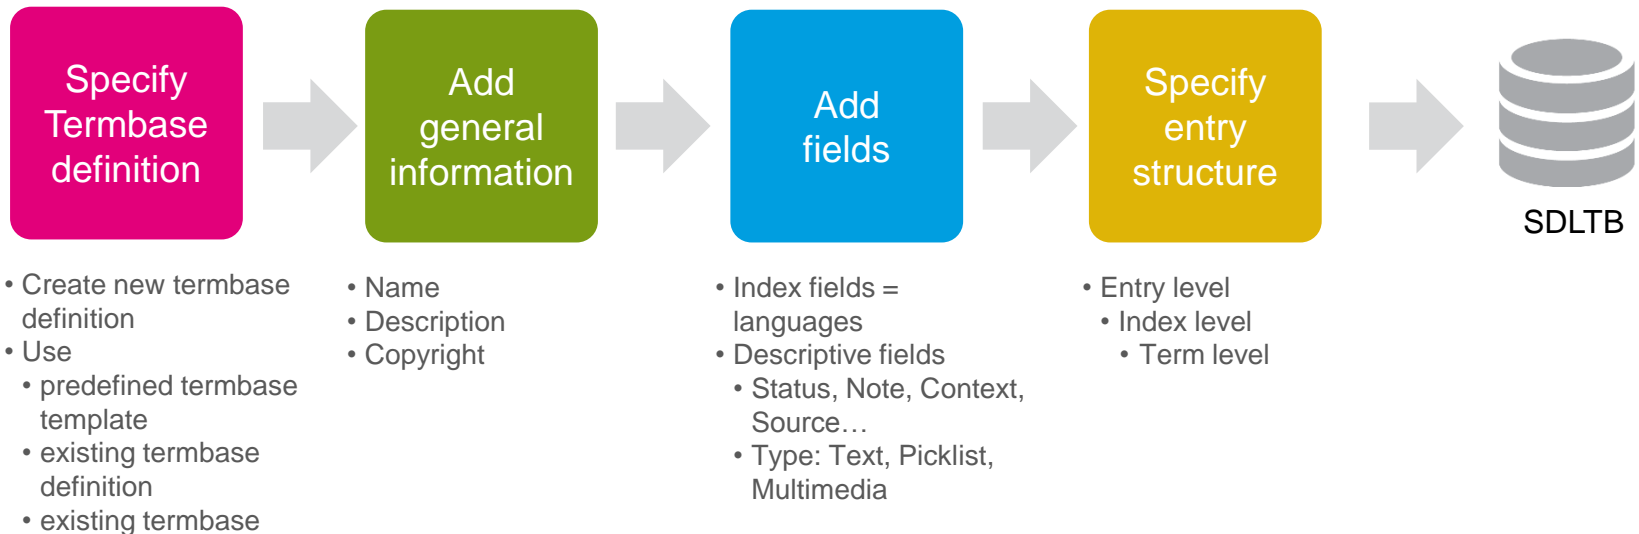 Specify
Termbase
definition
Add
general
information
Add
fields
Specify
entry
structure
SDLTB
• Create new termbase
definition
• Use
• predefined termbase
template
• existing termbase
definition
• existing termbase
• Name
• Description
• Copyright
• Index fields =
languages
• Descriptive fields
• Status, Note, Context,
Source…
• Type: Text, Picklist,
Multimedia
• Entry level
• Index level
• Term level